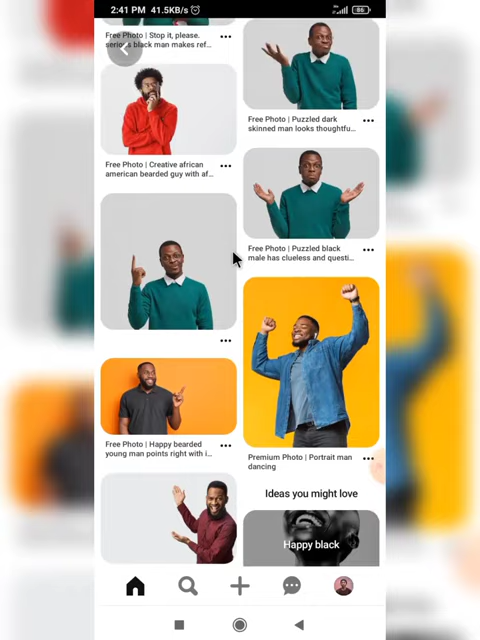 2:41 PM 41.5KB/s
86
Free Photo | Stop it, please.
serious black man makes ref...
Free Photo | Puzzled dark
skinned man looks thoughtfu...
Free Photo | Creative african
american bearded guy with af...
Free Photo | Puzzled black
male has clueless and questi...
Free Photo | Happy bearded
young man points right with i...
Premium Photo | Portrait man
dancing
Ideas you might love
Happy black